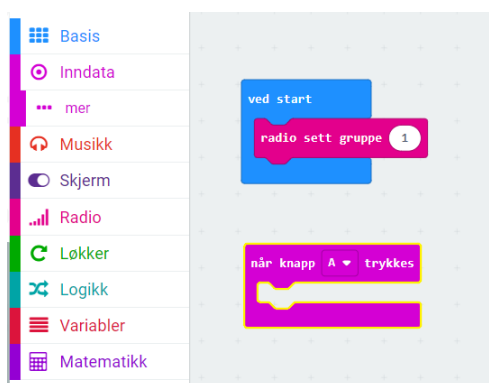 Basis
Inndata
mer
Musikk
Skjerm
Radio
Løkker
Logikk
Variabler
Matematikk
ved start
radio sett gruppe 1
når knapp A trykkes